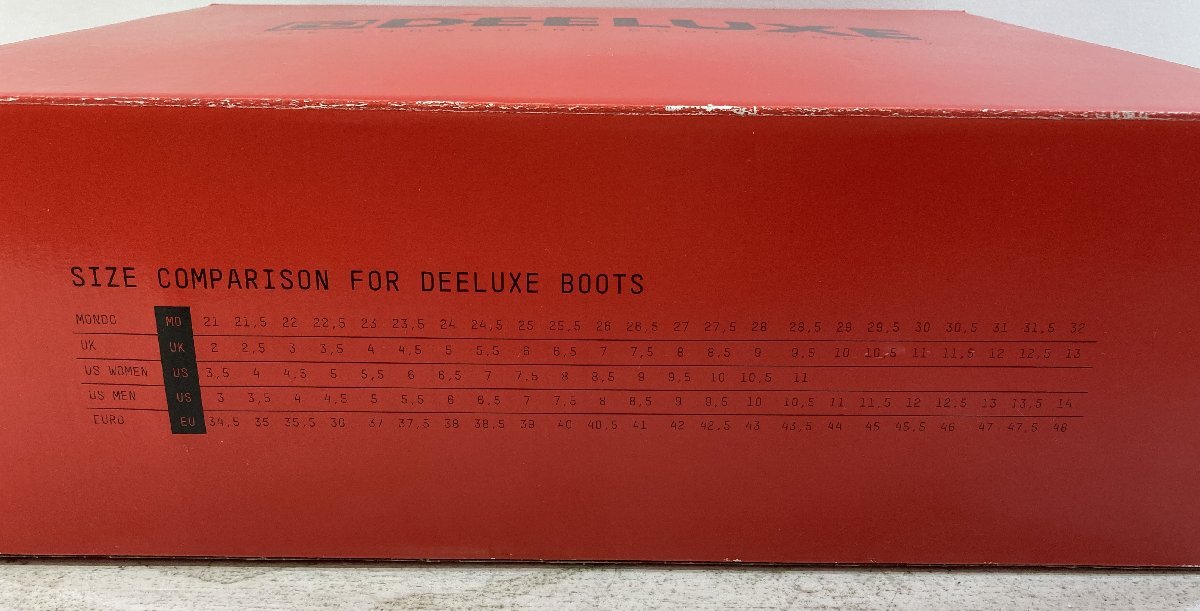 DEELUXE
SIZE COMPARISON FOR DEELUXE BOOTS
MONDO MO 21 21,5 22 22,5 23 23,5 24 24,5 25 25,5 26 26,5 27 27,5 28 28,5 29 29,5 30 30,5 31 31,5 32
UK UK 2 2,5 3 3,5 4 4,5 5 5,5 6 6,5 7 7,5 8 8,5 9 9,5 10 10,5 11 11,5 12 12,5 13
US WOMEN US 3,5 4 4,5 5 5,5 6 6,5 7 7,5 8 8,5 9 9,5 10 10,5 11
US MEN US 3 3,5 4 4,5 5 5,5 6 6,5 7 7,5 8 8,5 9 9,5 10 10,5 11 11,5 12 12,5 13 13,5 14
EURO EU 34,5 35 35,5 36 37 37,5 38 38,5 39 40 40,5 41 42 42,5 43 43,5 44 45 45,5 46 47 47,5 48